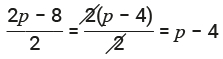 (2p − 8)/2 = 2(p − 4)/2 = p − 4